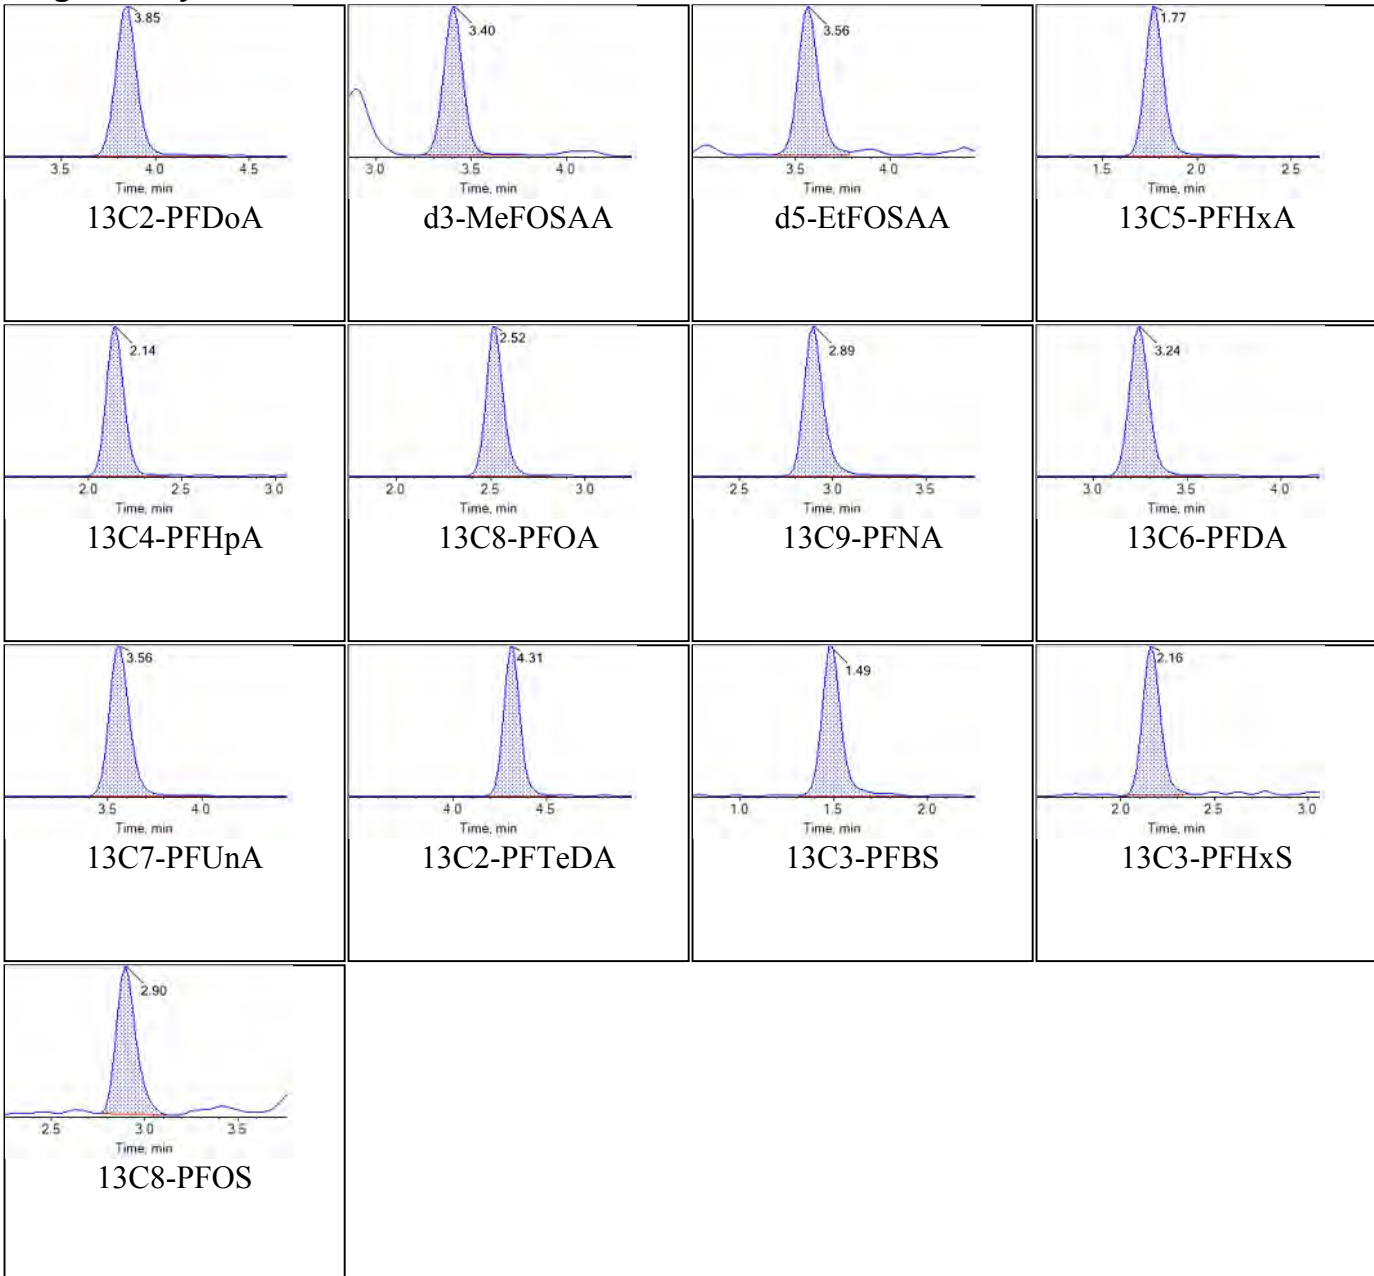 3.85
3.5 4.0 4.5
Time, min
13C2-PFDoA
3.40
3.0 3.5 4.0
Time, min
d3-MeFOSAA
3.56
3.5 4.0
Time, min
d5-EtFOSAA
1.77
1.5 2.0 2.5
Time, min
13C5-PFHxA
2.14
2.0 2.5 3.0
Time, min
13C4-PFHpA
2.52
2.0 2.5 3.0
Time, min
13C8-PFOA
2.89
2.5 3.0 3.5
Time, min
13C9-PFNA
3.24
3.0 3.5 4.0
Time, min
13C6-PFDA
3.56
3.5 4.0
Time, min
13C7-PFUnA
4.31
4.0 4.5
Time, min
13C2-PFTeDA
1.49
1.0 1.5 2.0
Time, min
13C3-PFBS
2.16
2.0 2.5 3.0
Time, min
13C3-PFHxS
2.90
2.5 3.0 3.5
Time, min
13C8-PFOS